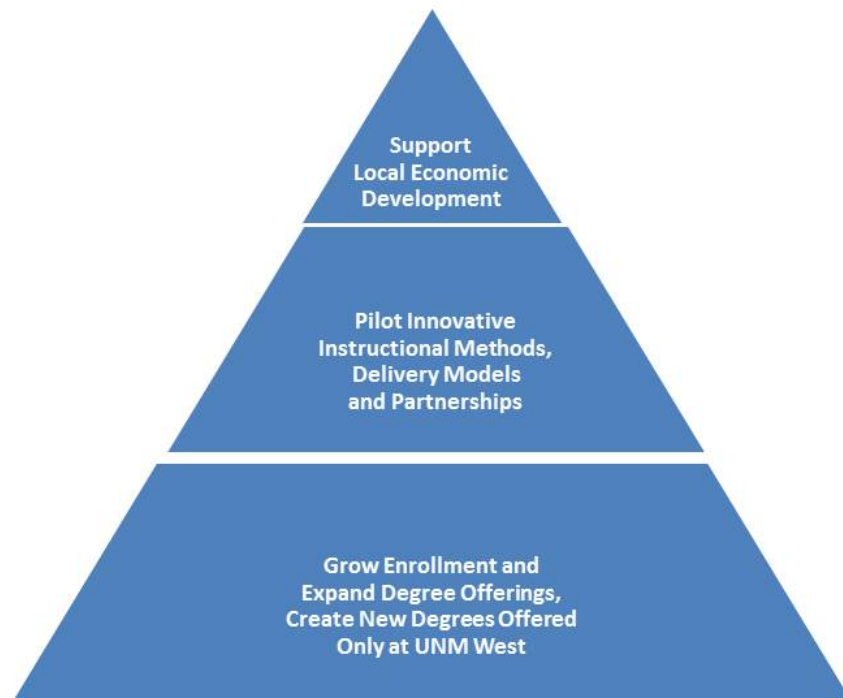 Support
Local Economic
Development
Pilot Innovative
Instructional Methods,
Delivery Models
and Partnerships
Grow Enrollment and
Expand Degree Offerings,
Create New Degrees Offered
Only at UNM West